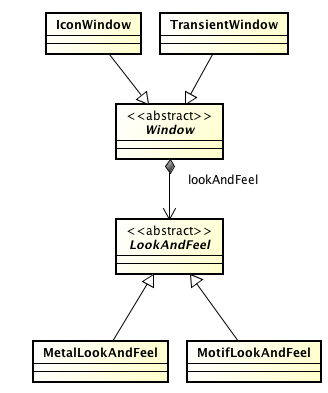 IconWindow
TransientWindow
<<abstract>>
Window
lookAndFeel
<<abstract>>
LookAndFeel
MetalLookAndFeel
MotifLookAndFeel